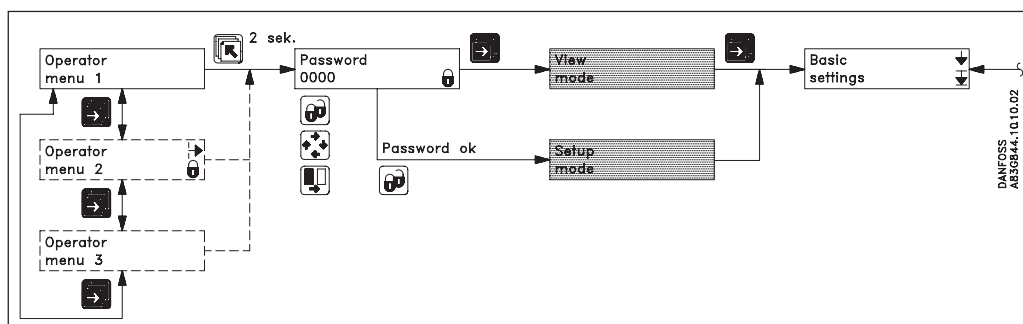 Operator
menu 1
2 sek.
Password
0000
View
mode
Basic
settings
Operator
menu 2
Password ok
Setup
mode
Operator
menu 3
DANFOSS
A83G844.10.10.02